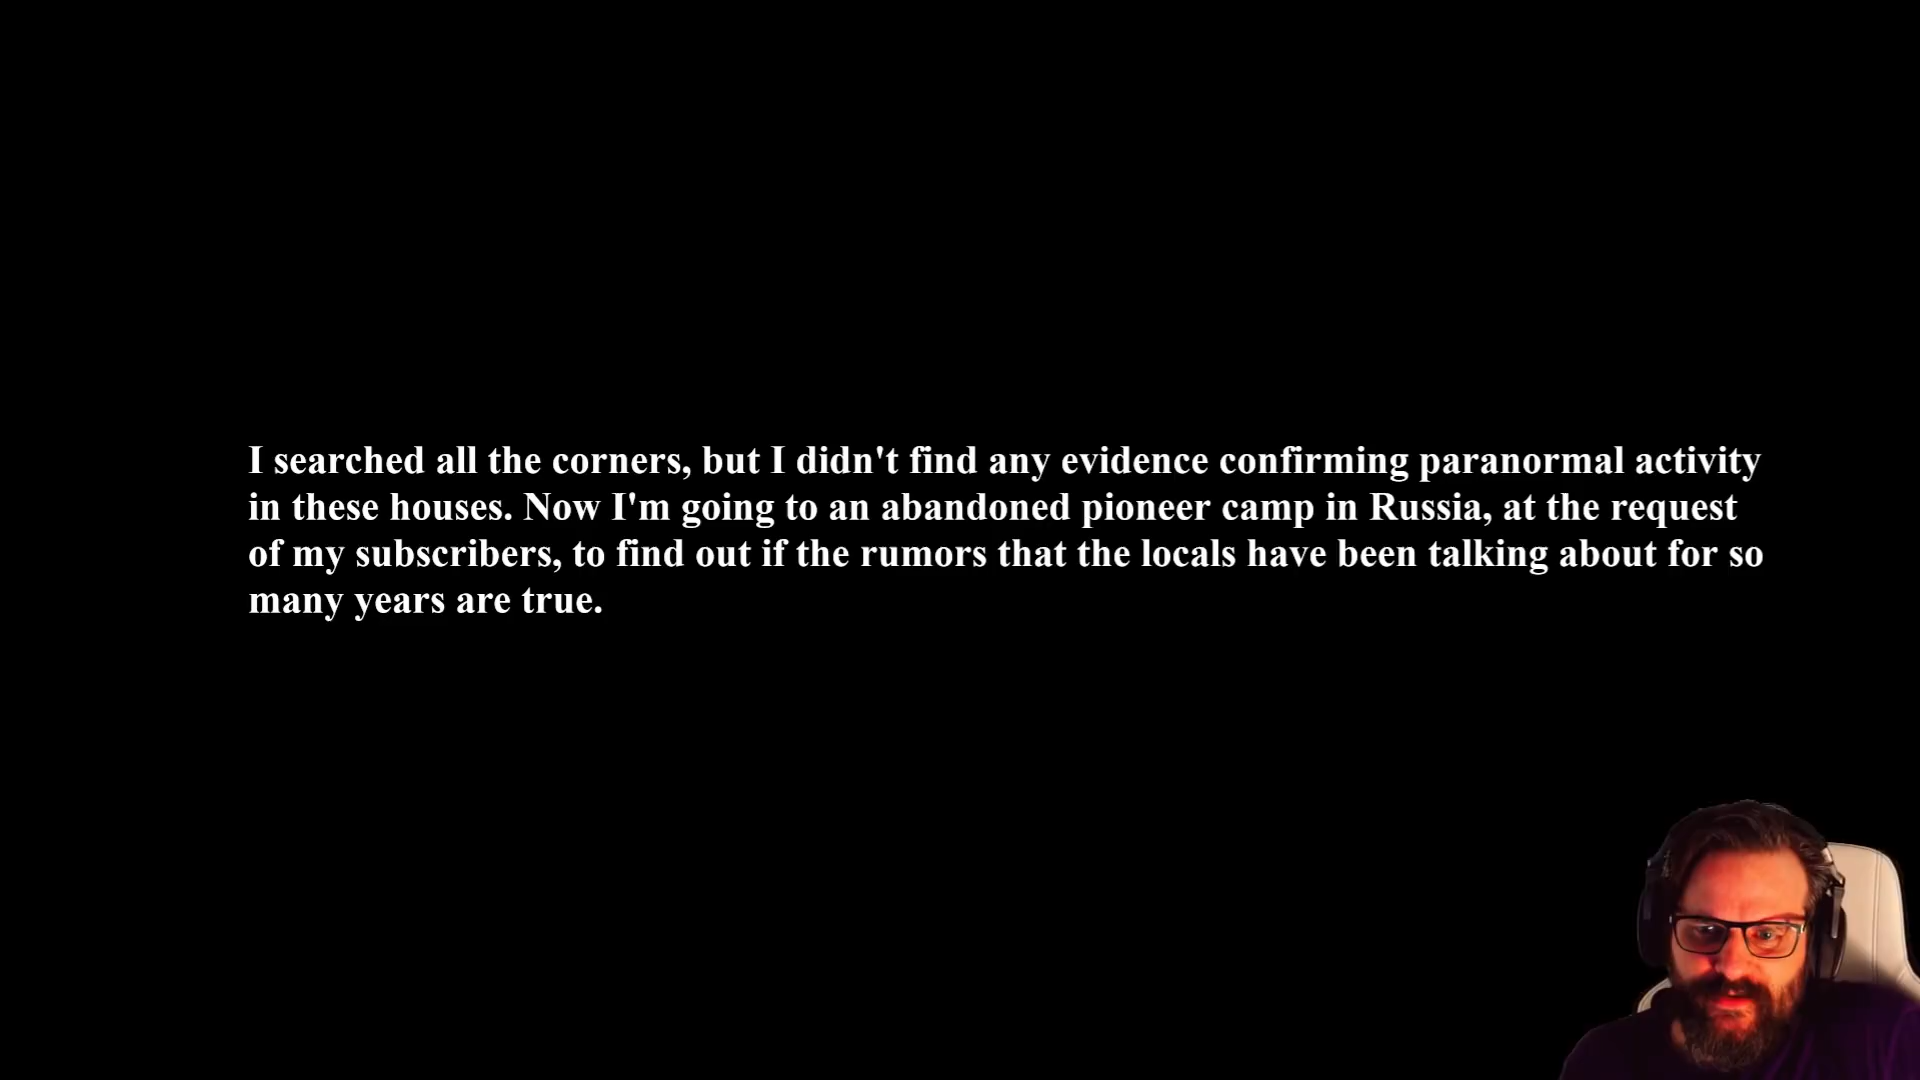 I searched all the corners, but I didn't find any evidence confirming paranormal activity
in these houses. Now I'm going to an abandoned pioneer camp in Russia, at the request
of my subscribers, to find out if the rumors that the locals have been talking about for so
many years are true.